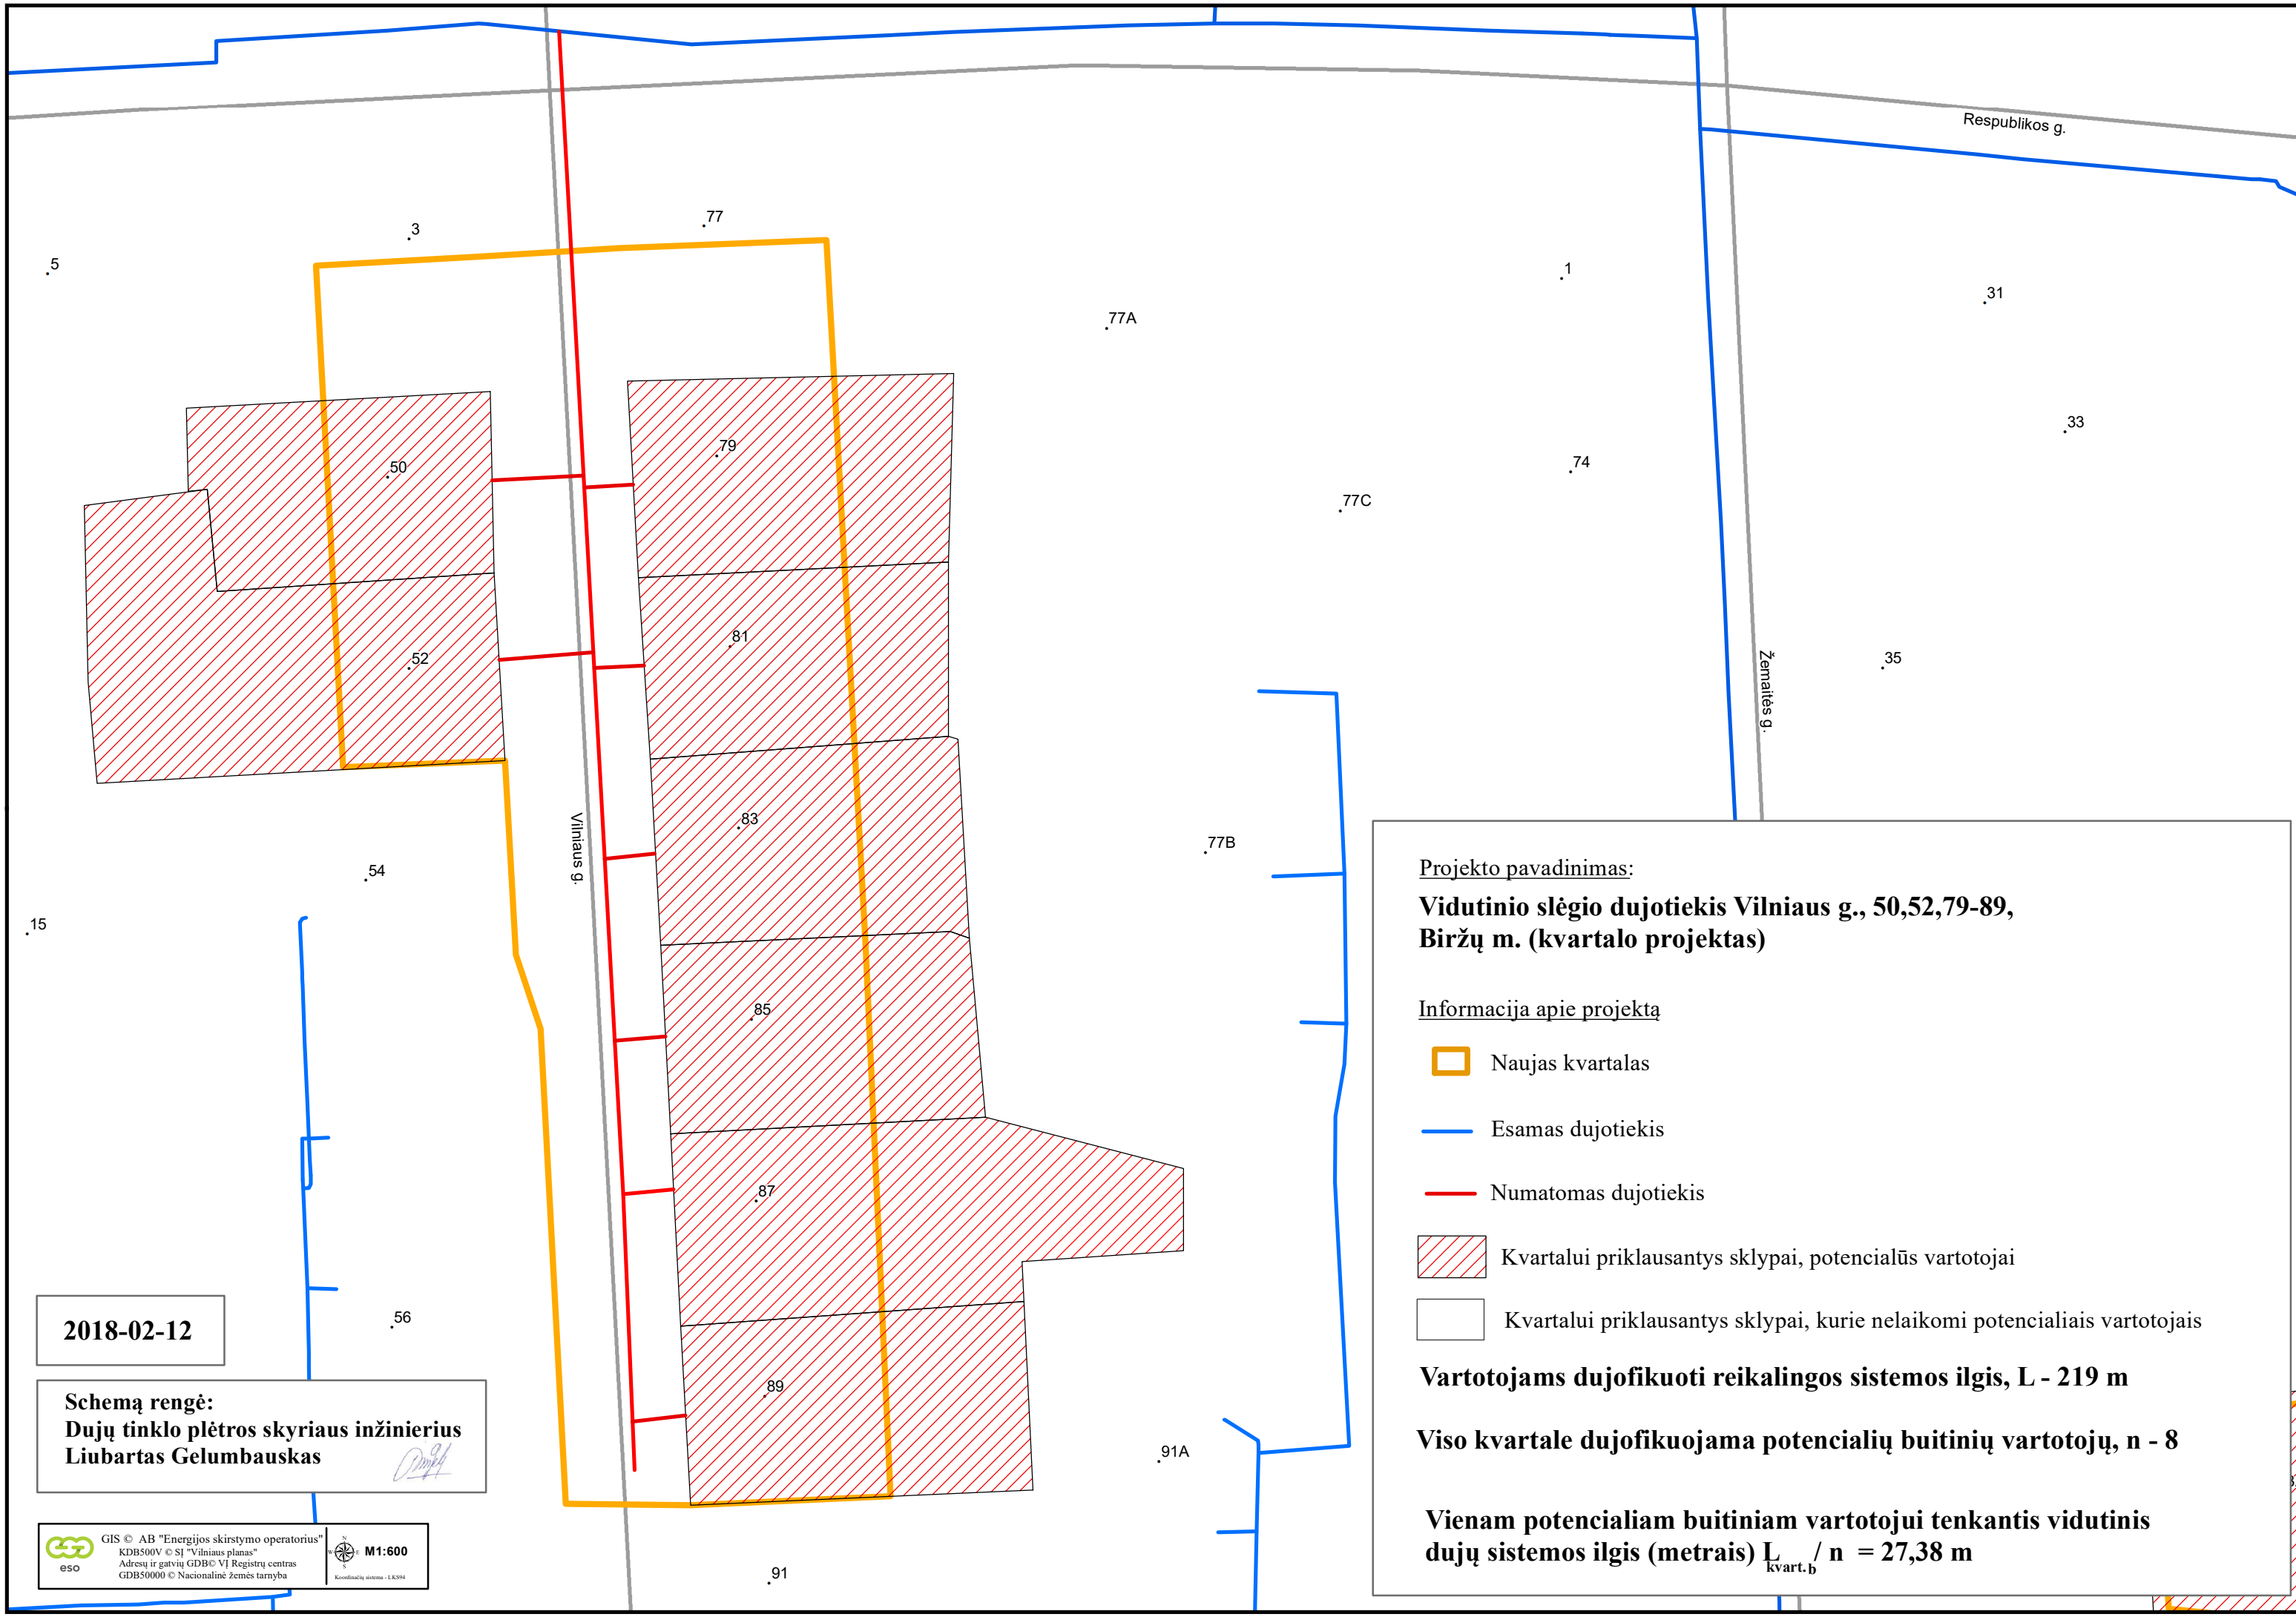 Respublikos g.
3
77
5
1
77A
31
33
79
50
74
77C
81
52
35
Žemaitės g.
83
Vilniaus g.
77B
54
15
85
87
56
89
91A
91
Projekto pavadinimas:
Vidutinio slėgio dujotiekis Vilniaus g., 50,52,79-89,
Biržų m. (kvartalo projektas)
Informacija apie projektą
Naujas kvartalas
Esamas dujotiekis
Numatomas dujotiekis
Kvartalui priklausantys sklypai, potencialūs vartotojai
Kvartalui priklausantys sklypai, kurie nelaikomi potencialiais vartotojais
Vartotojams dujofikuoti reikalingos sistemos ilgis, L - 219 m
Viso kvartale dujofikuojama potencialių buitinių vartotojų, n - 8
Vienam potencialiam buitiniam vartotojui tenkantis vidutinis
dujų sistemos ilgis (metrais) L kvart.b / n = 27,38 m
2018-02-12
Schemą rengė:
Dujų tinklo plėtros skyriaus inžinierius
Liubartas Gelumbauskas
eso
GIS © AB "Energijos skirstymo operatorius"
KDB500V © SĮ "Vilniaus planas"
Adresų ir gatvių GDB© VĮ Registrų centras
GDB50000 © Nacionalinė žemės tarnyba
N
W E
S
M1:600
Koordinačių sistema - LKS94